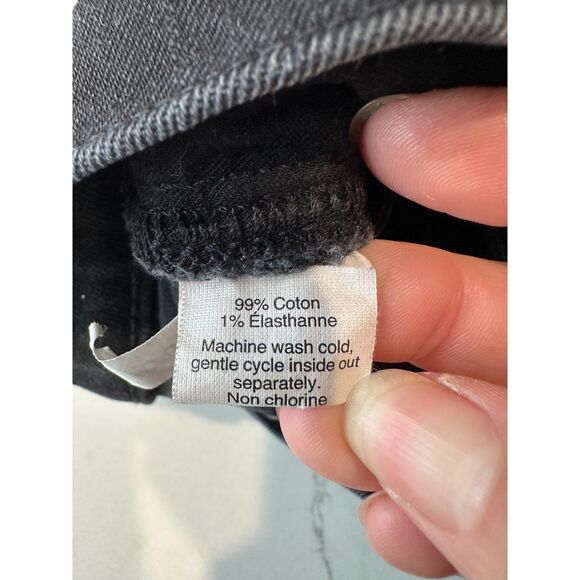 99% Coton
1% Élasthanne
Machine wash cold,
gentle cycle inside out
separately.
Non chlorine